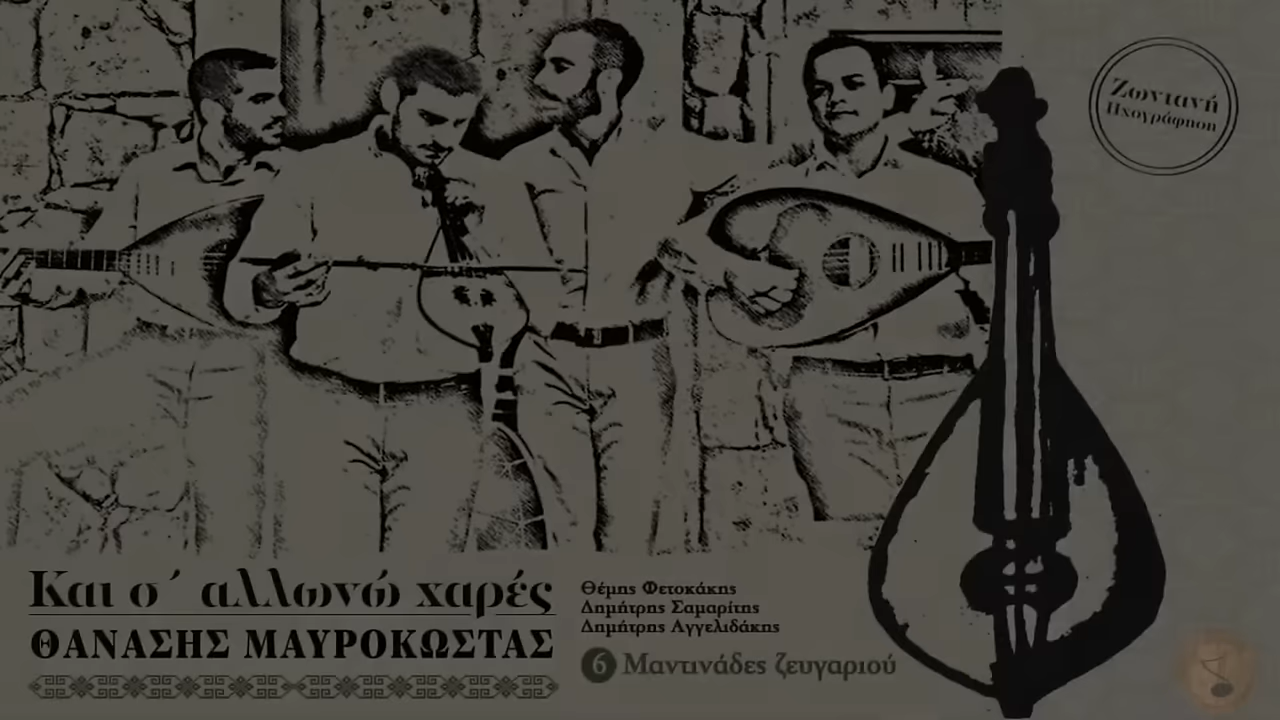 Ζωντανή
Ηχογράφηση
Και σ΄ αλλωνώ χαρές
ΘΑΝΑΣΗΣ ΜΑΥΡΟΚΩΣΤΑΣ
Θέμης Φετοκάκης
Δημήτρης Σαμαρίτης
Δημήτρης Αγγελιδάκης
6 Μαντινάδες ζευγαριού